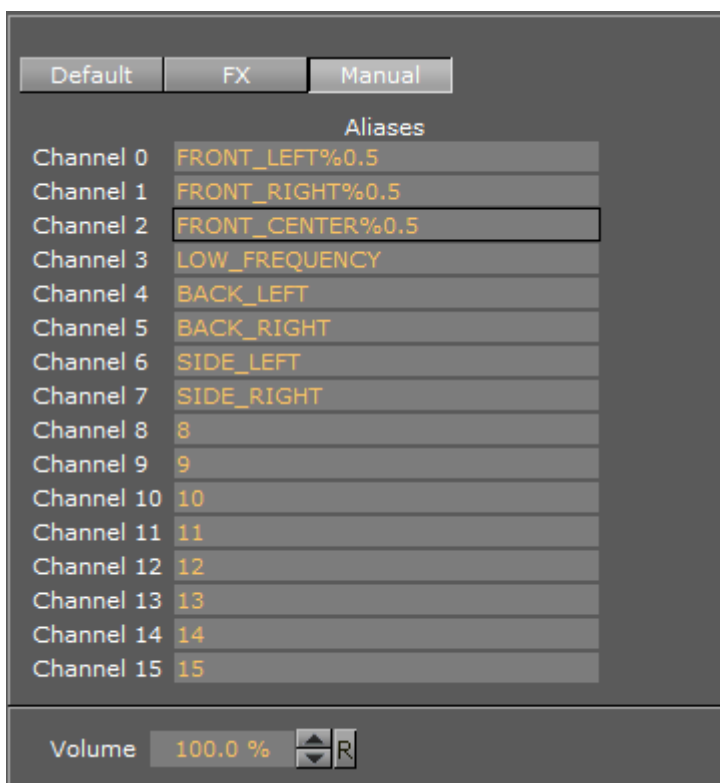 Default FX Manual
Aliases
Channel 0 FRONT_LEFT%0.5
Channel 1 FRONT_RIGHT%0.5
Channel 2 FRONT_CENTER%0.5
Channel 3 LOW_FREQUENCY
Channel 4 BACK_LEFT
Channel 5 BACK_RIGHT
Channel 6 SIDE_LEFT
Channel 7 SIDE_RIGHT
Channel 8 8
Channel 9 9
Channel 10 10
Channel 11 11
Channel 12 12
Channel 13 13
Channel 14 14
Channel 15 15
Volume 100.0 % R